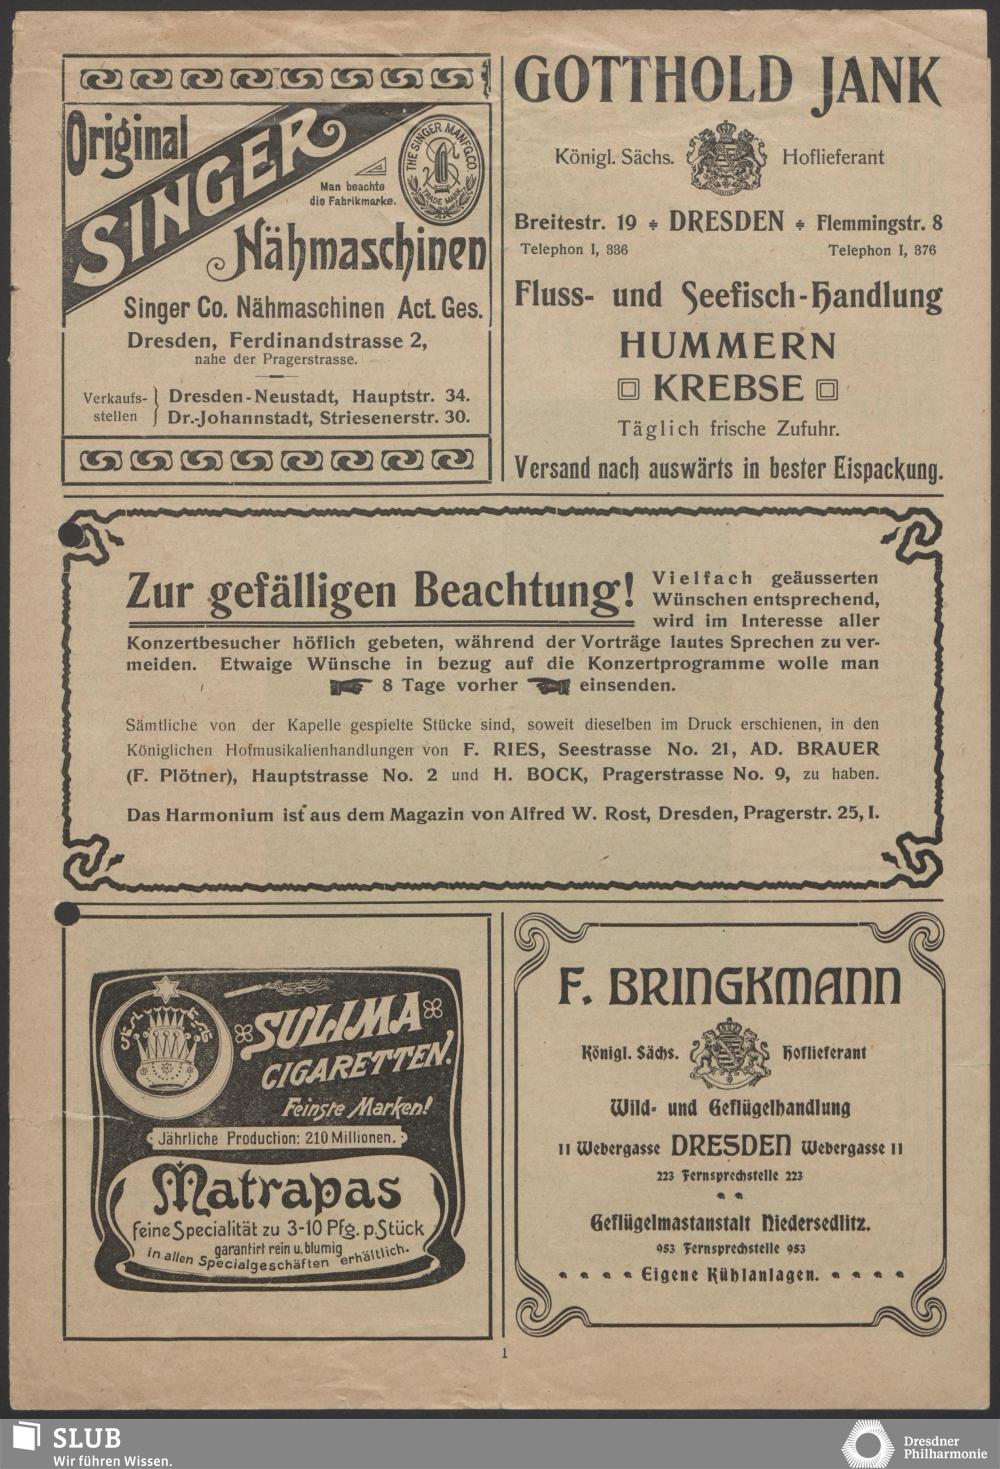 Original
SINGER
THE SINGER MANFG.CO
TRADE MARK
Man beachte
die Fabrikmarke.
Nähmaschinen
Singer Co. Nähmaschinen Act. Ges.
Dresden, Ferdinandstrasse 2,
nahe der Pragerstrasse.
Verkaufs-
stellen
Dresden-Neustadt, Hauptstr. 34.
Dr.-Johannstadt, Striesenerstr. 30.
GOTTHOLD JANK
Königl. Sächs. Hoflieferant
Breitestr. 19 DRESDEN Flemmingstr. 8
Telephon I, 336 Telephon I, 376
Fluss- und Seefisch-Handlung
HUMMERN
KREBSE
Täglich frische Zufuhr.
Versand nach auswärts in bester Eispackung.
Zur gefälligen Beachtung! Vielfach geäusserten
Wünschen entsprechend,
wird im Interesse aller
Konzertbesucher höflich gebeten, während der Vorträge lautes Sprechen zu ver-
meiden. Etwaige Wünsche in bezug auf die Konzertprogramme wolle man
8 Tage vorher einsenden.
Sämtliche von der Kapelle gespielte Stücke sind, soweit dieselben im Druck erschienen, in den
Königlichen Hofmusikalienhandlungen von F. RIES, Seestrasse No. 21, AD. BRAUER
(F. Plötner), Hauptstrasse No. 2 und H. BOCK, Pragerstrasse No. 9, zu haben.
Das Harmonium ist aus dem Magazin von Alfred W. Rost, Dresden, Pragerstr. 25, I.
SULIMA
CIGARETTEN.
Feinste Marken!
Jährliche Production: 210 Millionen.
Matrapas
feine Specialität zu 3-10 Pfg. p. Stück
garantirt rein u. blumig
in allen Specialgeschäften erhältlich.
F. BRINGKMANN
Königl. Sächs. Hoflieferant
Wild- und Geflügelhandlung
11 Webergasse DRESDEN Webergasse 11
223 Fernsprechstelle 223
Geflügelmastanstalt Niedersedlitz.
953 Fernsprechstelle 953
Eigene Kühlanlagen.
1
SLUB
Wir führen Wissen.
Dresdner
Philharmonie